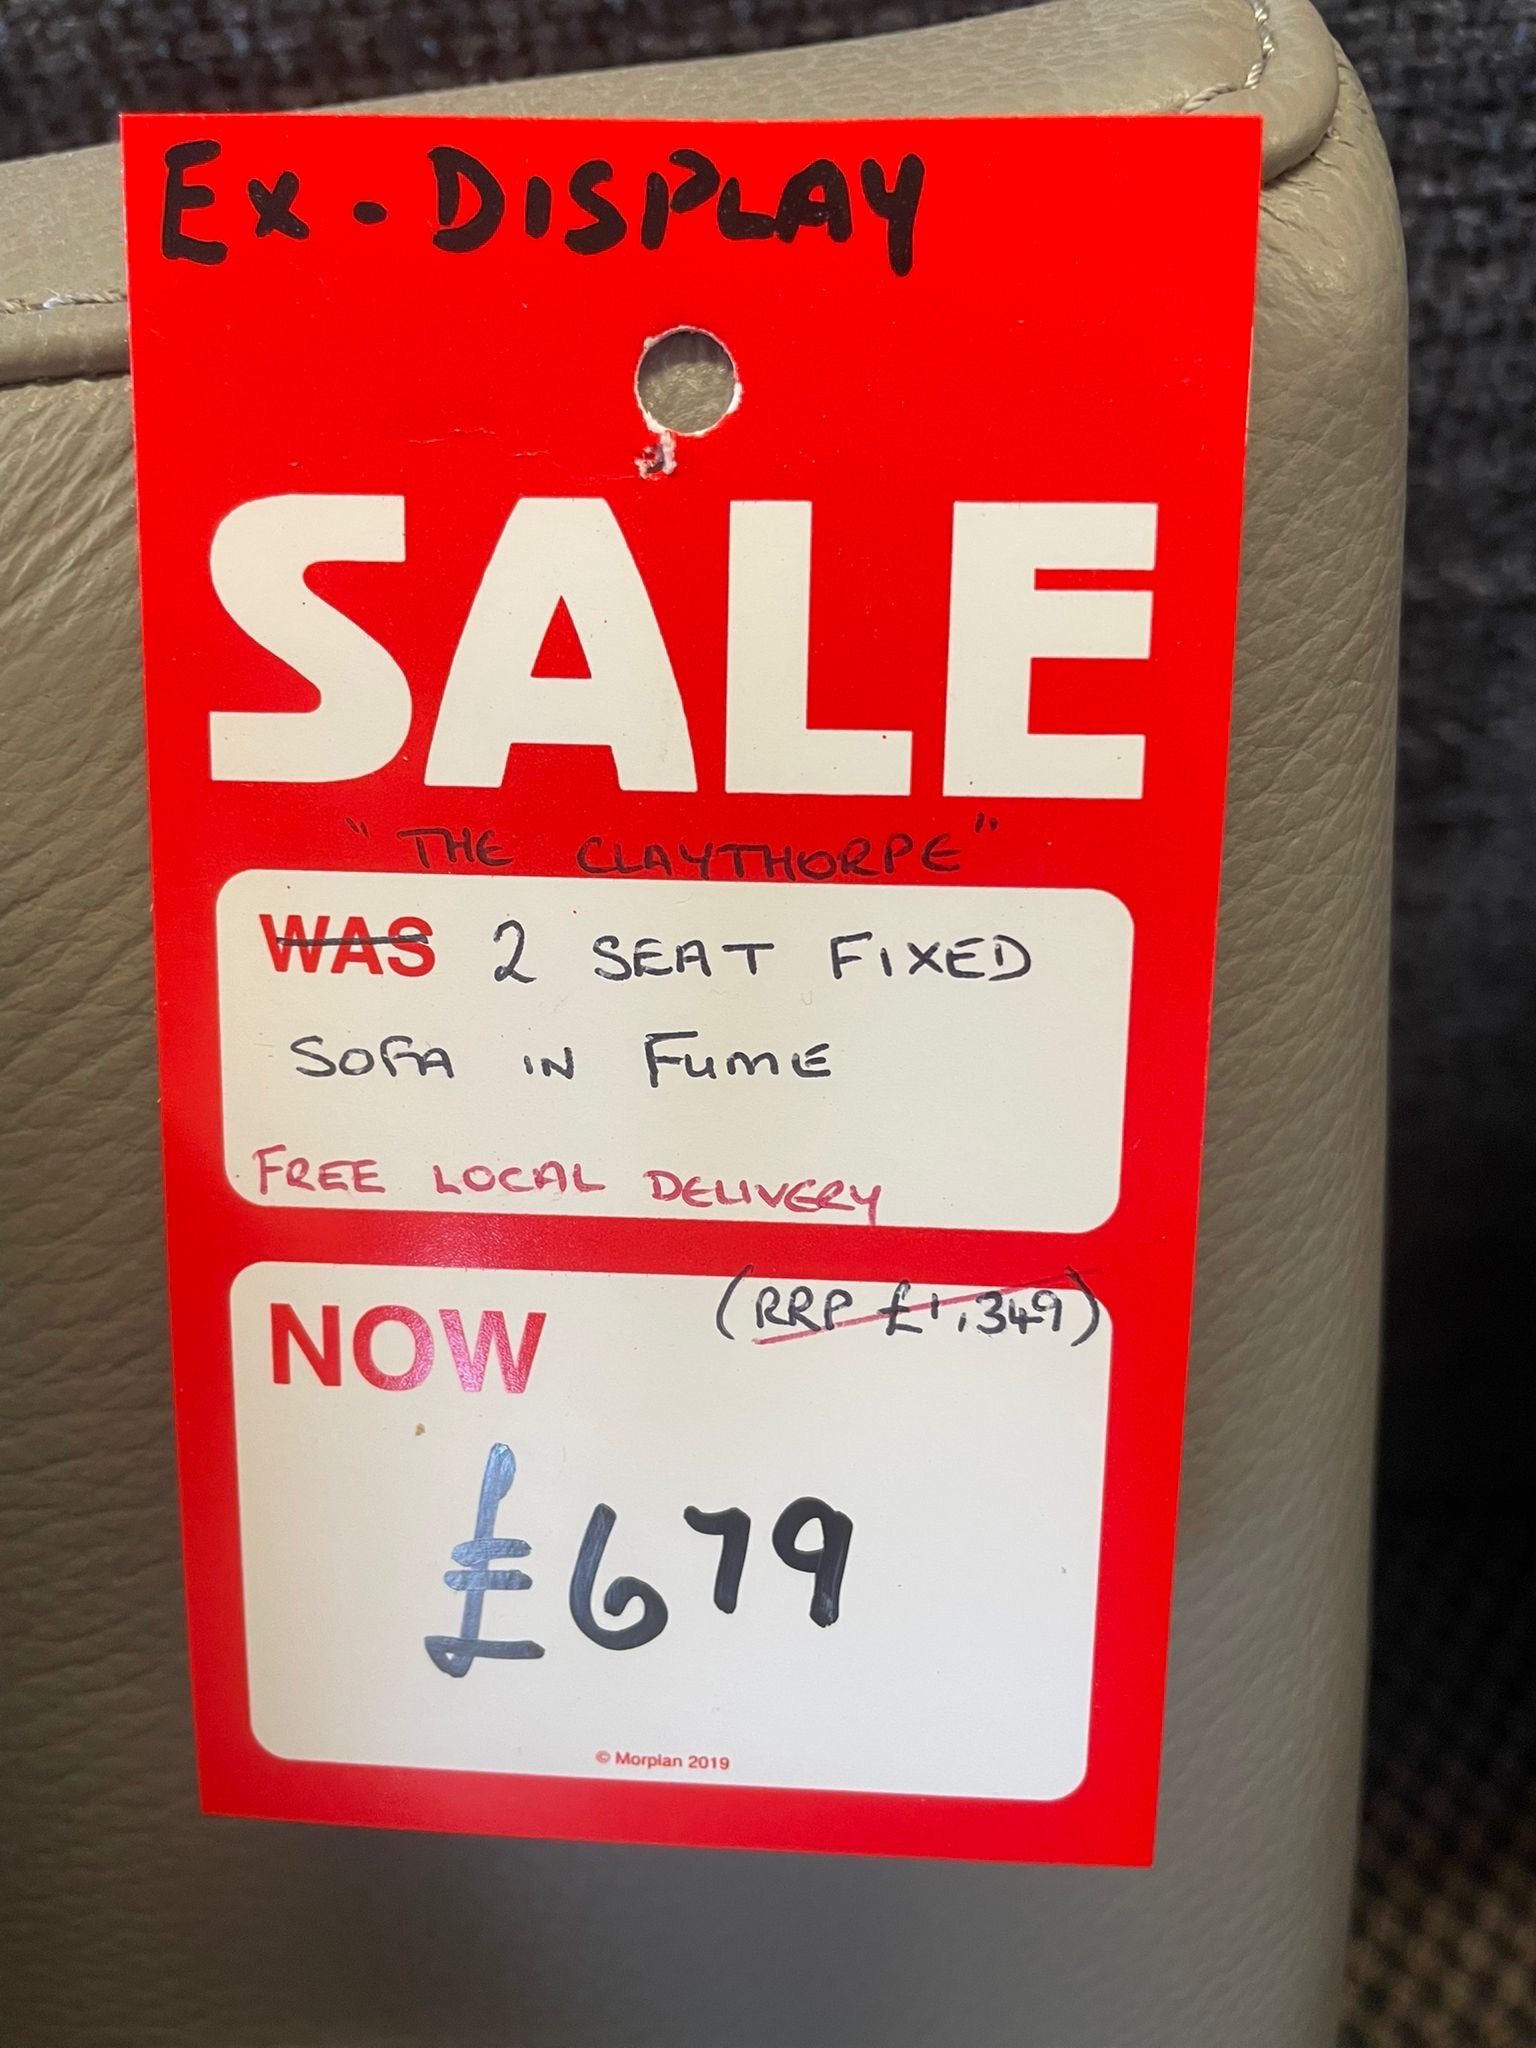 Ex-DISPLAY
SALE
"THE CLAYTHORPE"
WAS 2 SEAT FIXED
SOFA IN FUME
FREE LOCAL DELIVERY
NOW (RRP £1,349)
£679
© Morplan 2019